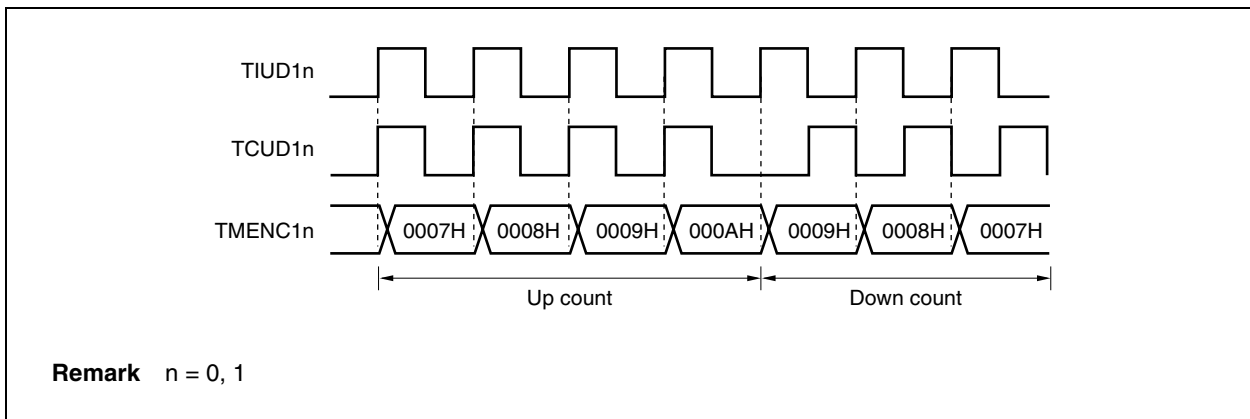 TIUD1n
TCUD1n
TMENC1n
0007H 0008H 0009H 000AH 0009H 0008H 0007H
Up count Down count
Remark n = 0, 1